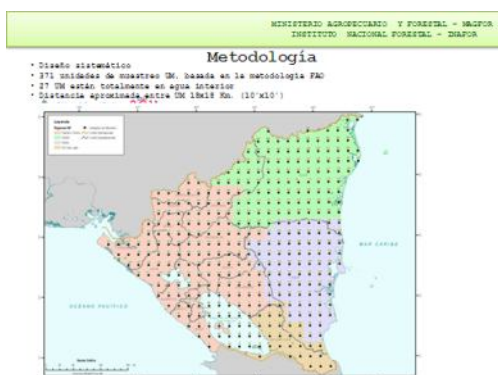 MINISTERIO AGROPECUARIO Y FORESTAL - MAGFOR
INSTITUTO NACIONAL FORESTAL - INAFOR
Metodología
• Diseño sistemático
• 371 unidades de muestreo UM, basada en la metodología FAO
• 27 UM están totalmente en agua interior
• Distancia aproximada entre UM 18x18 Km. (10'x10')
MAR CARIBE
OCÉANO PACÍFICO